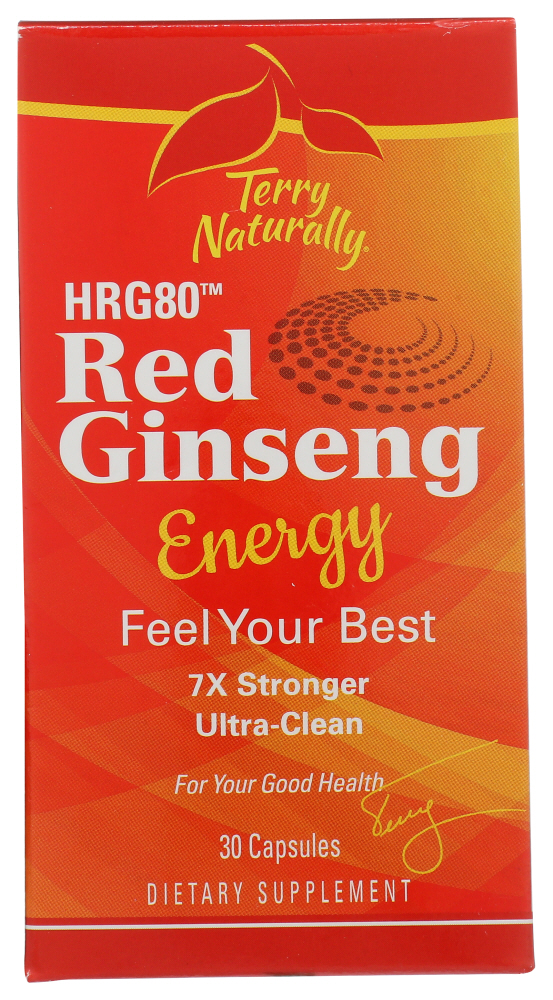 Terry
Naturally®
HRG80™
Red
Ginseng
Energy
Feel Your Best
7X Stronger
Ultra-Clean
For Your Good Health,
Terry
30 Capsules
DIETARY SUPPLEMENT